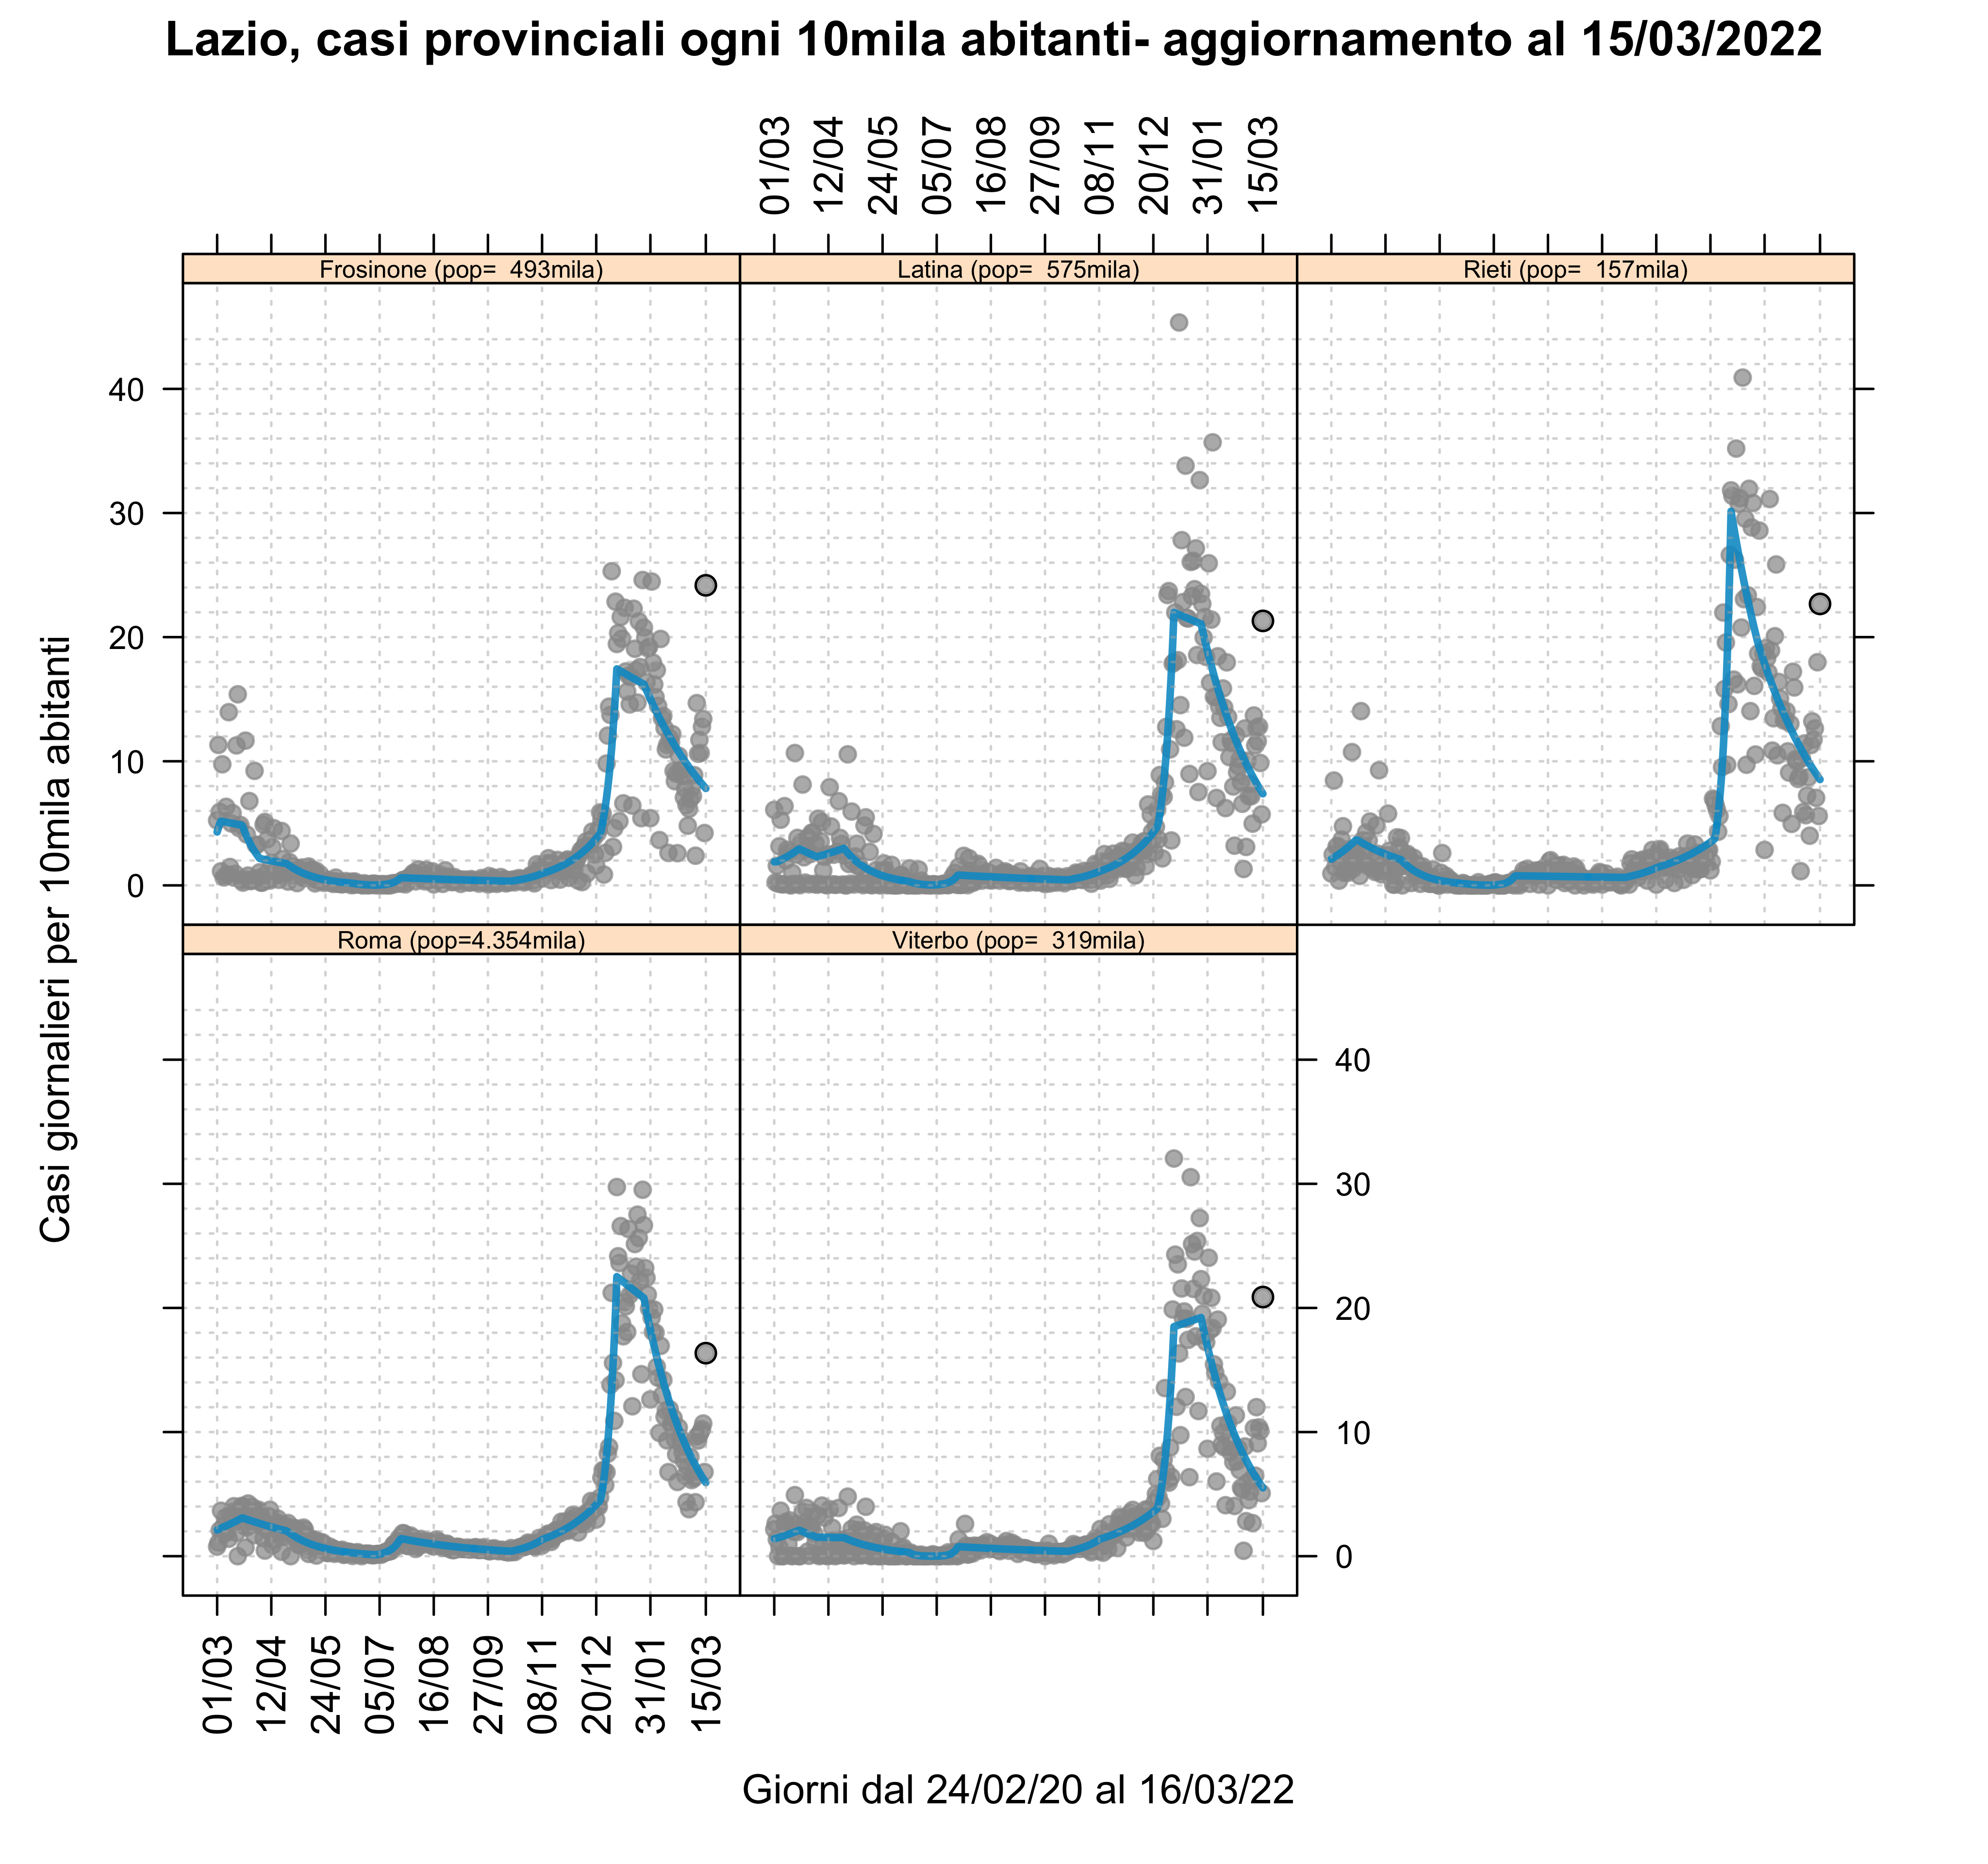 Lazio, casi provinciali ogni 10mila abitanti- aggiornamento al 15/03/2022
01/03 12/04 24/05 05/07 16/08 27/09 08/11 20/12 31/01 15/03
Frosinone (pop=  493mila)
Latina (pop=  575mila)
Rieti (pop=  157mila)
40
30
20
10
0
Casi giornalieri per 10mila abitanti
Roma (pop=4.354mila)
Viterbo (pop=  319mila)
40
30
20
10
0
01/03 12/04 24/05 05/07 16/08 27/09 08/11 20/12 31/01 15/03
Giorni dal 24/02/20 al 16/03/22